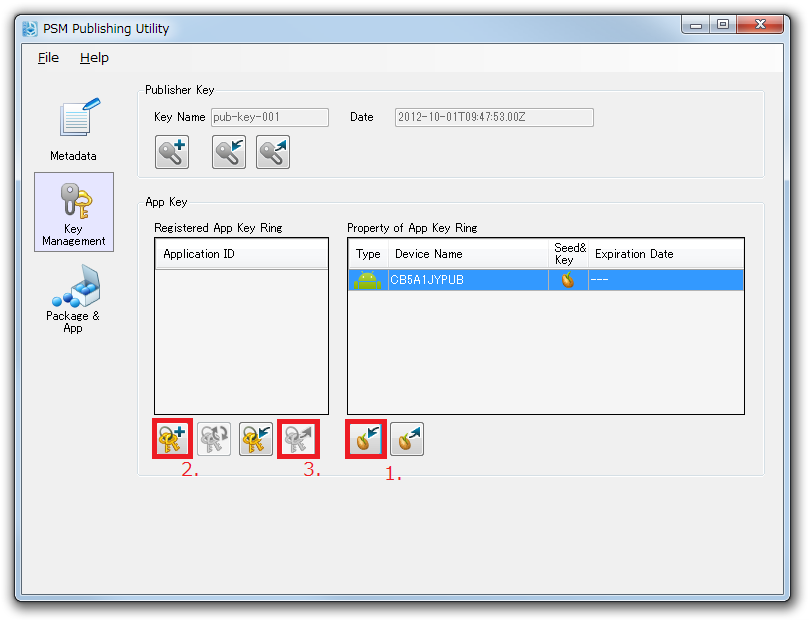 PSM Publishing Utility
File Help
Publisher Key
Key Name pub-key-001 Date 2012-10-01T09:47:53.00Z
Metadata
Key
Management
Package &
App
App Key
Registered App Key Ring
Application ID
Property of App Key Ring
Type Device Name Seed&
Key Expiration Date
CB5A1JYPUB ---
2. 3. 1.